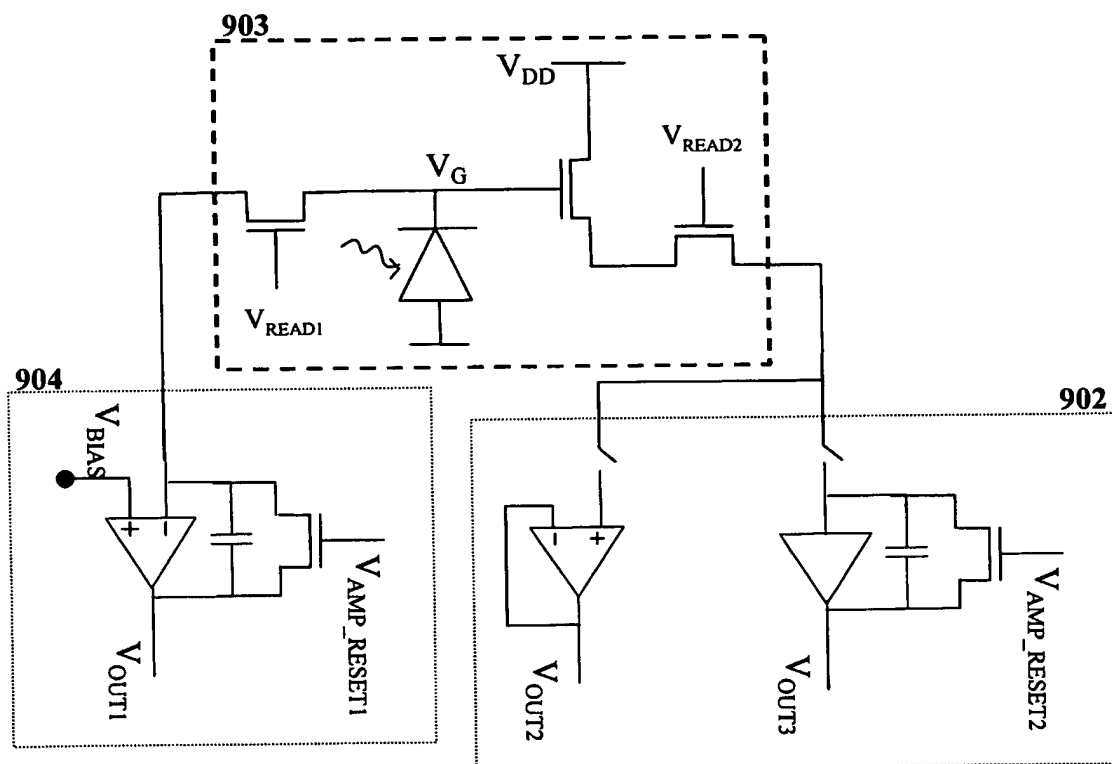 903
V_DD
V_READ2
V_G
V_READ1
904
902
V_BIAS
+ −
V_AMP_RESET1
V_OUT1
− +
V_OUT2
V_AMP_RESET2
V_OUT3